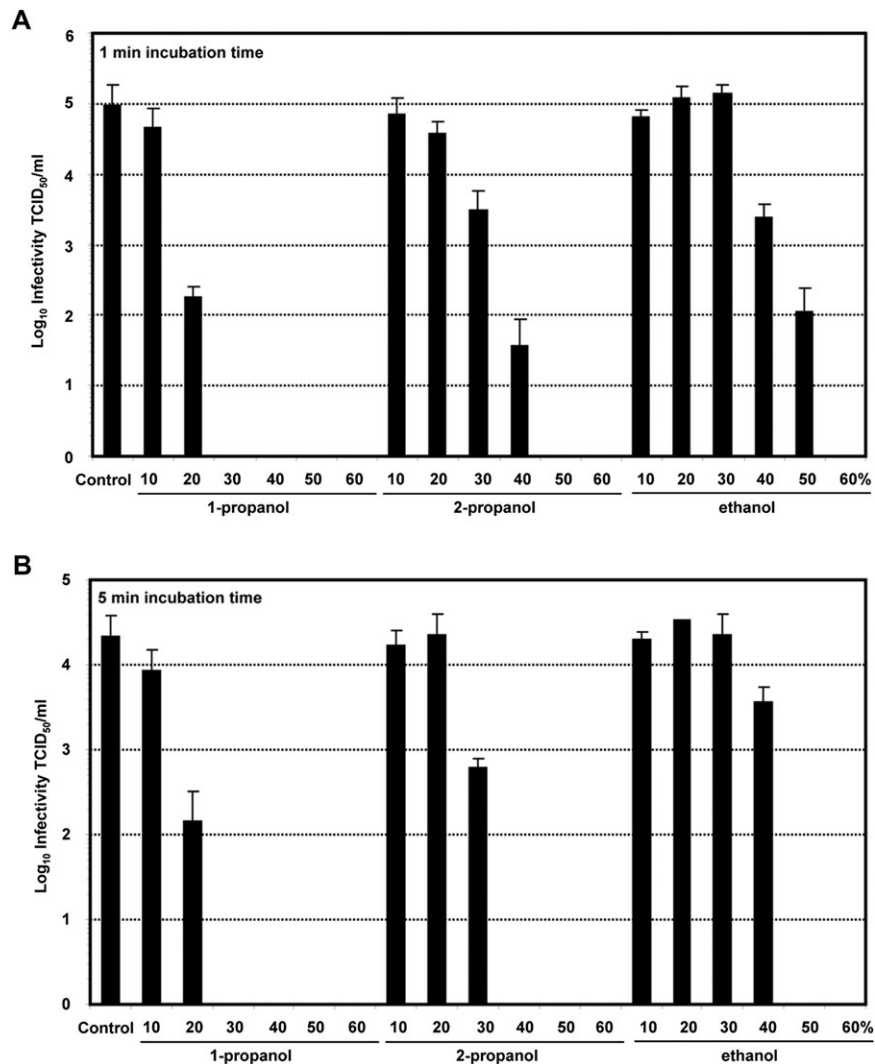 A
1 min incubation time
6
5
4
3
2
1
0
Log₁₀ Infectivity TCID₅₀/ml
Control 10 20 30 40 50 60 10 20 30 40 50 60 10 20 30 40 50 60%
1-propanol 2-propanol ethanol
B
5 min incubation time
5
4
3
2
1
0
Log₁₀ Infectivity TCID₅₀/ml
Control 10 20 30 40 50 60 10 20 30 40 50 60 10 20 30 40 50 60%
1-propanol 2-propanol ethanol